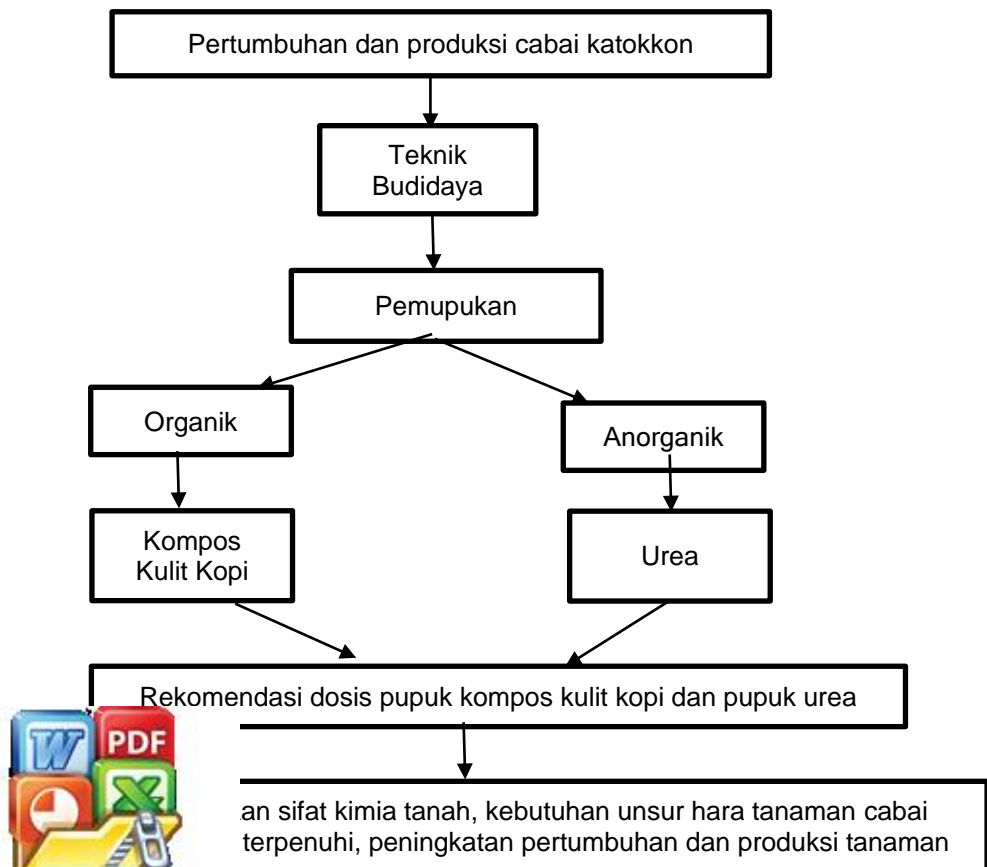 Pertumbuhan dan produksi cabai katokkon
Teknik
Budidaya
Pemupukan
Organik
Anorganik
Kompos
Kulit Kopi
Urea
Rekomendasi dosis pupuk kompos kulit kopi dan pupuk urea
W PDF
an sifat kimia tanah, kebutuhan unsur hara tanaman cabai
terpenuhi, peningkatan pertumbuhan dan produksi tanaman